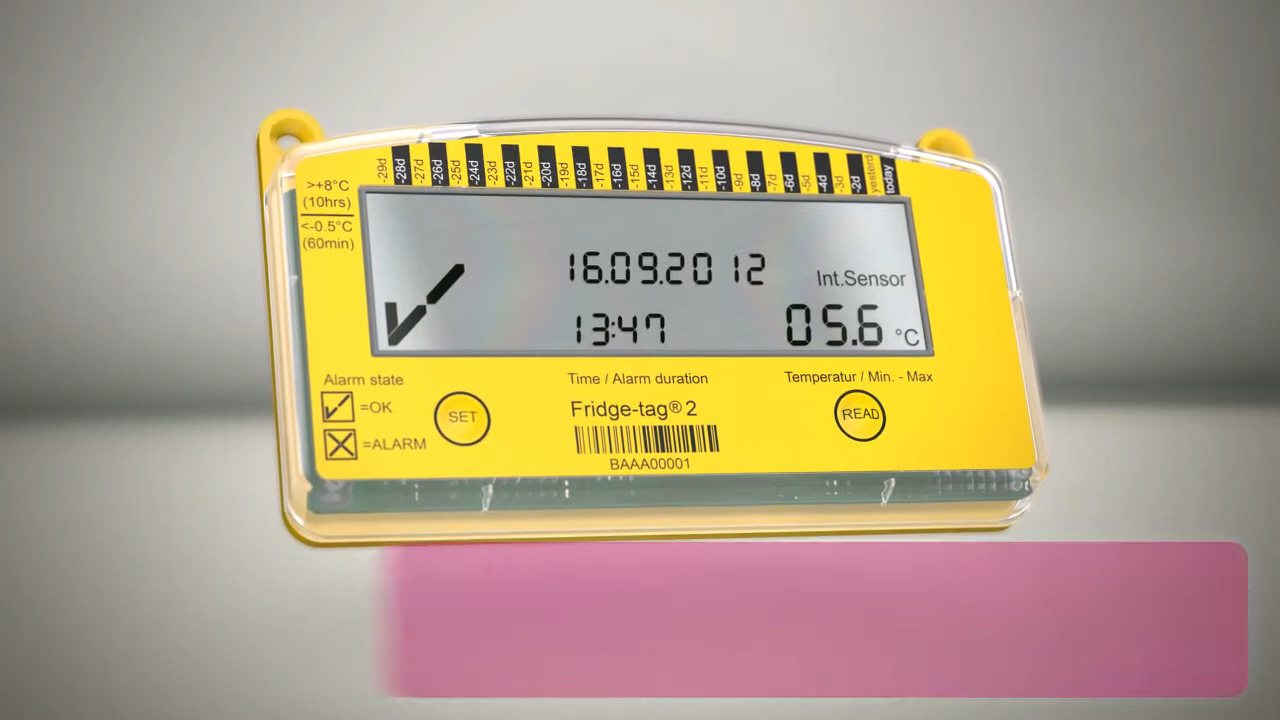 -29d -28d -27d -26d -25d -24d -23d -22d -21d -20d -19d -18d -17d -16d -15d -14d -13d -12d -11d -10d -9d -8d -7d -6d -5d -4d -3d -2d yesterd today
>+8°C
(10hrs)
<-0.5°C
(60min)
16.09.2012
Int.Sensor
13:47
05.6 °C
Alarm state
Time / Alarm duration
Temperatur / Min. - Max
=OK
SET
Fridge-tag® 2
READ
=ALARM
BAAA00001